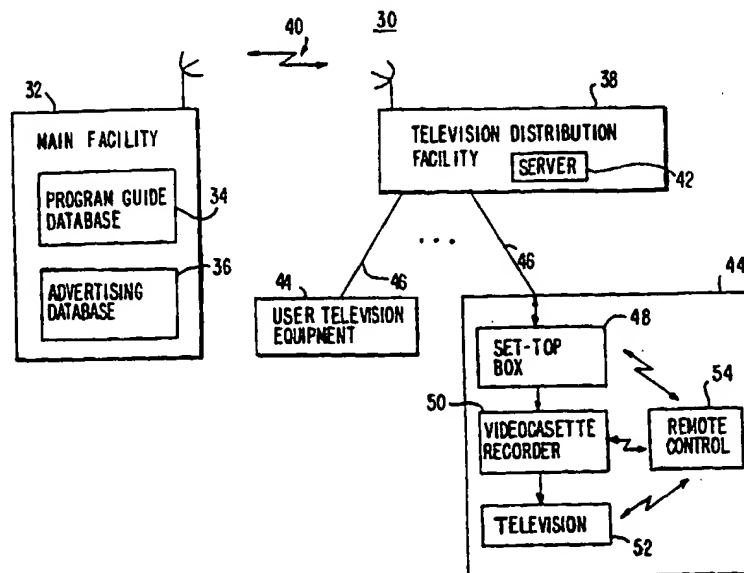 40
30
32
38
MAIN FACILITY
TELEVISION DISTRIBUTION
FACILITY
SERVER
42
PROGRAM GUIDE
DATABASE
34
ADVERTISING
DATABASE
36
46
46
44
USER TELEVISION
EQUIPMENT
44
SET-TOP
BOX
48
50
VIDEOCASETTE
RECORDER
54
REMOTE
CONTROL
TELEVISION
52